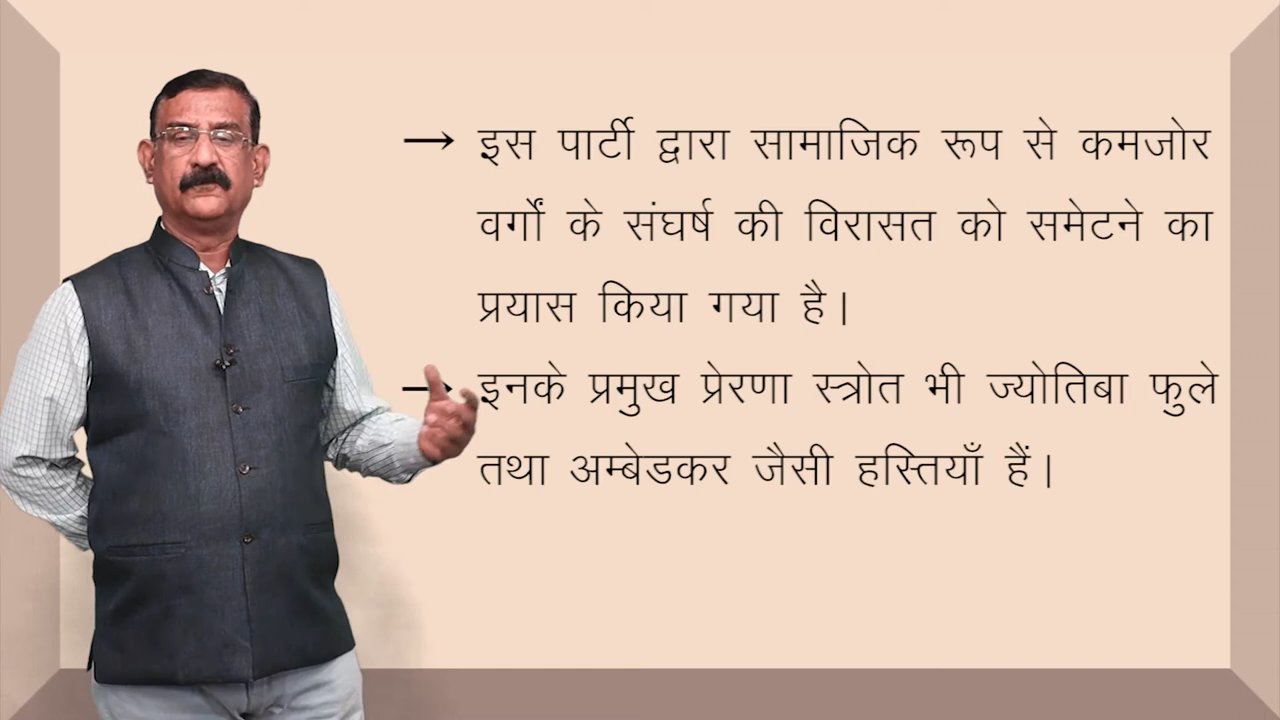 → इस पार्टी द्वारा सामाजिक रूप से कमजोर
वर्गों के संघर्ष की विरासत को समेटने का
प्रयास किया गया है।
→ इनके प्रमुख प्रेरणा स्त्रोत भी ज्योतिबा फुले
तथा अम्बेडकर जैसी हस्तियाँ हैं।